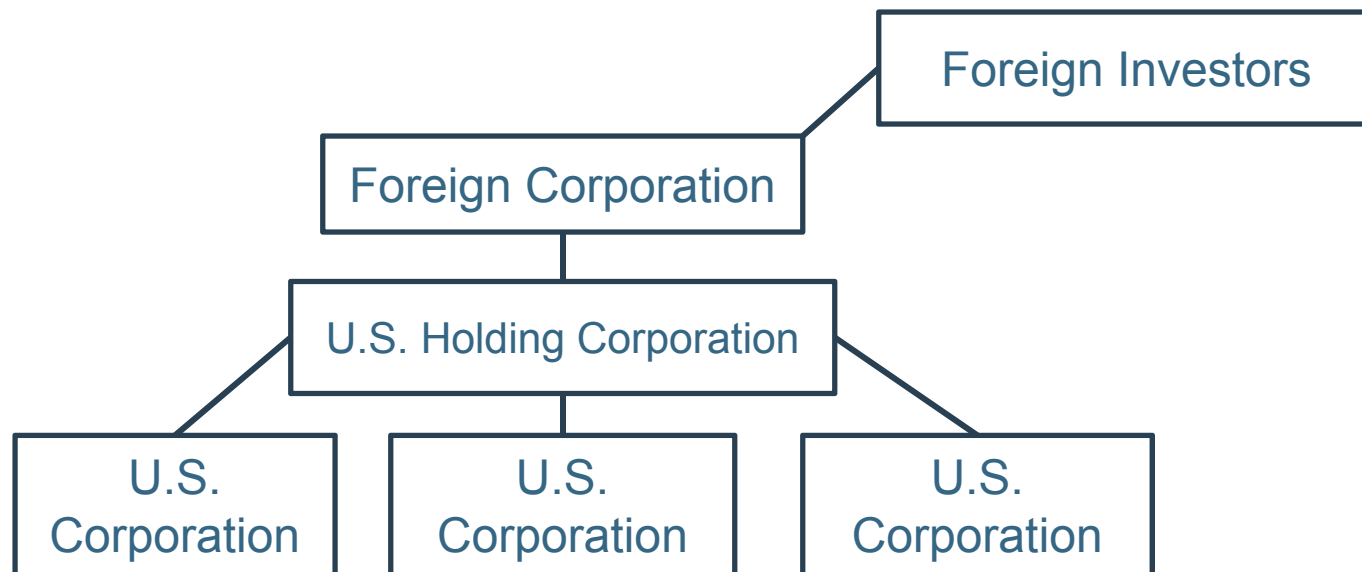 Foreign Investors
Foreign Corporation
U.S. Holding Corporation
U.S.
Corporation
U.S.
Corporation
U.S.
Corporation